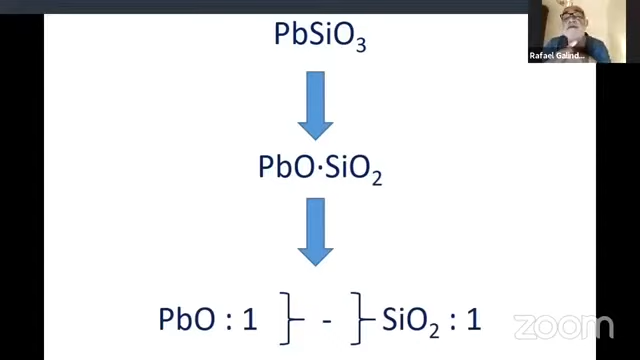 PbSiO₃
Rafael Galind...
PbO·SiO₂
PbO : 1 } - } SiO₂ : 1
zoom